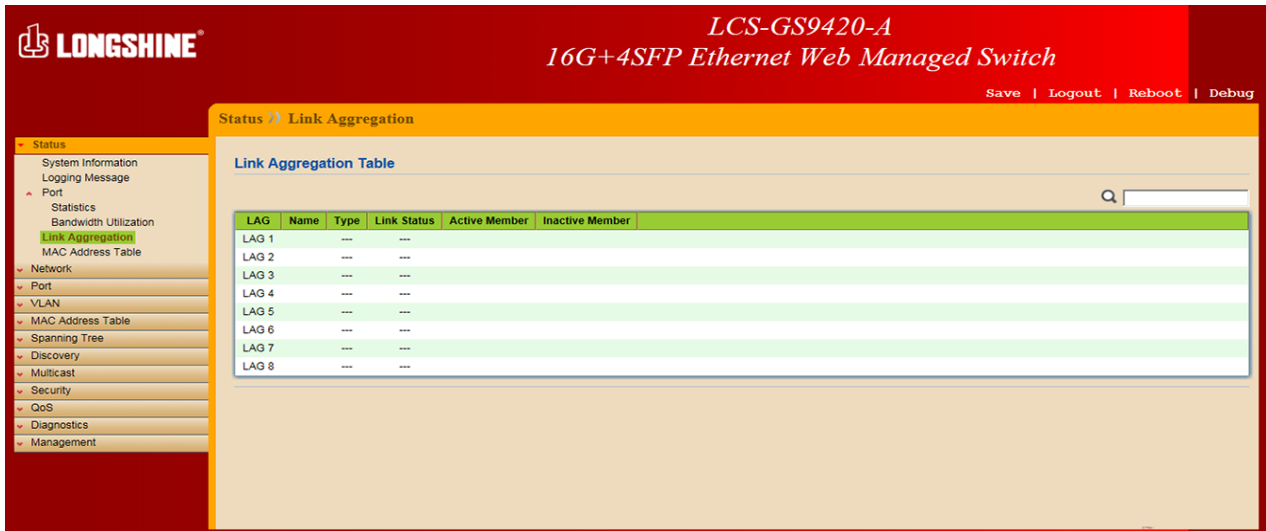 LONGSHINE®
LCS-GS9420-A
16G+4SFP Ethernet Web Managed Switch
Save | Logout | Reboot | Debug
Status » Link Aggregation
Status
System Information
Logging Message
Port
Statistics
Bandwidth Utilization
Link Aggregation
MAC Address Table
Network
Port
VLAN
MAC Address Table
Spanning Tree
Discovery
Multicast
Security
QoS
Diagnostics
Management
Link Aggregation Table
LAG Name Type Link Status Active Member Inactive Member
LAG 1 --- ---
LAG 2 --- ---
LAG 3 --- ---
LAG 4 --- ---
LAG 5 --- ---
LAG 6 --- ---
LAG 7 --- ---
LAG 8 --- ---